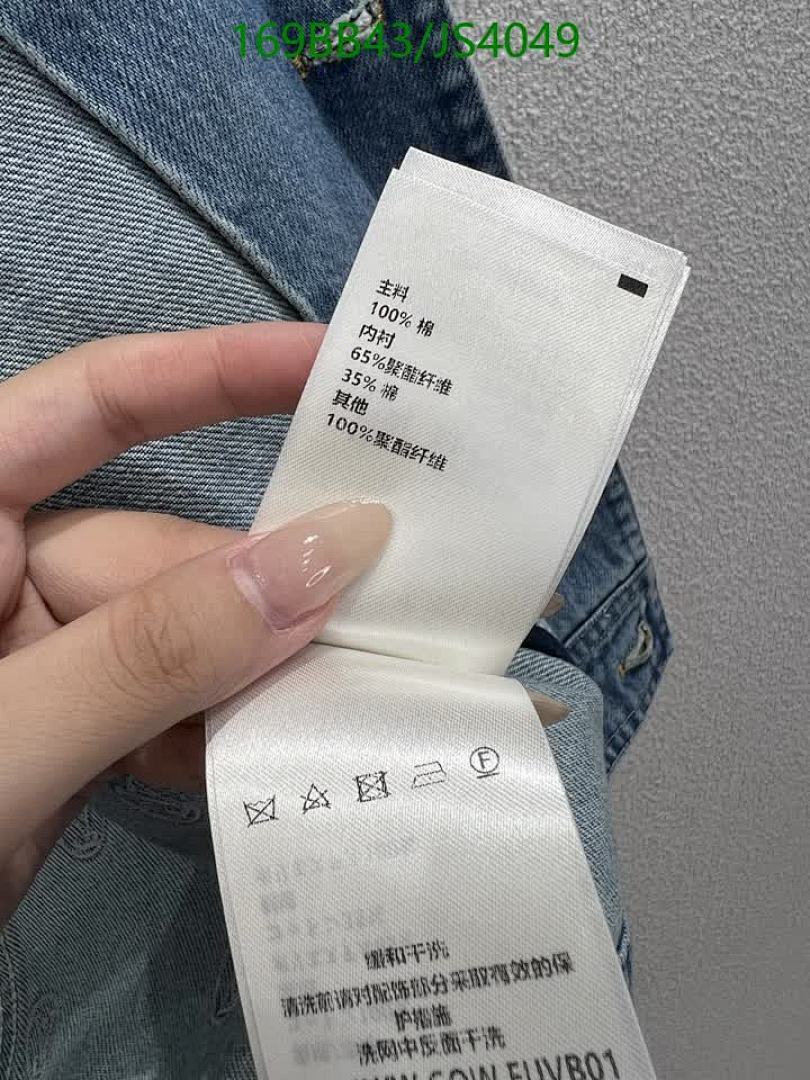 169BB43/JS4049
主料
100% 棉
内衬
65%聚酯纤维
35% 棉
其他
100%聚酯纤维
F
缓和干洗
清洗前请对配饰部分采取有效的保
护措施
洗网中反面干洗